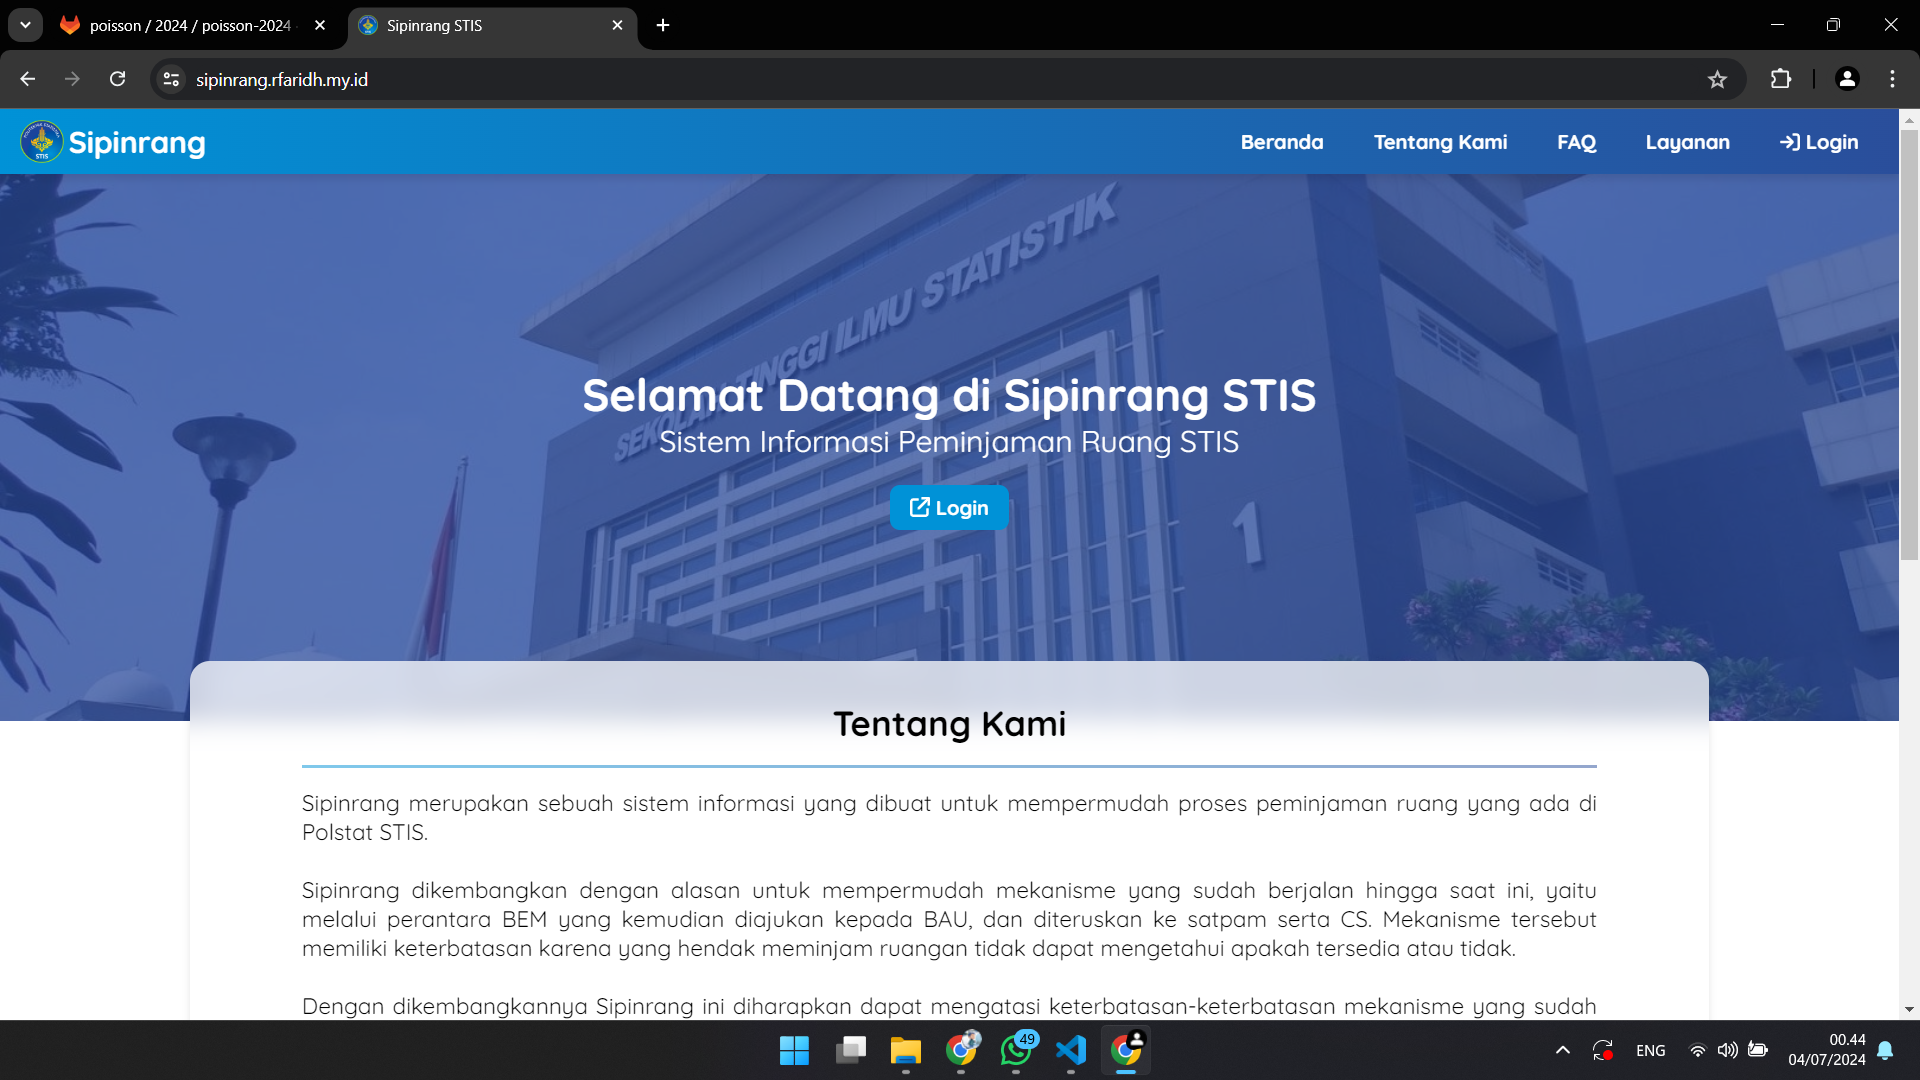 poisson / 2024 / poisson-2024
Sipinrang STIS
sipinrang.rfaridh.my.id
STIS
Sipinrang
Beranda
Tentang Kami
FAQ
Layanan
Login
SEKOLAH TINGGI ILMU STATISTIK
1
Selamat Datang di Sipinrang STIS
Sistem Informasi Peminjaman Ruang STIS
Login
Tentang Kami
Sipinrang merupakan sebuah sistem informasi yang dibuat untuk mempermudah proses peminjaman ruang yang ada di
Polstat STIS.
Sipinrang dikembangkan dengan alasan untuk mempermudah mekanisme yang sudah berjalan hingga saat ini, yaitu
melalui perantara BEM yang kemudian diajukan kepada BAU, dan diteruskan ke satpam serta CS. Mekanisme tersebut
memiliki keterbatasan karena yang hendak meminjam ruangan tidak dapat mengetahui apakah tersedia atau tidak.
Dengan dikembangkannya Sipinrang ini diharapkan dapat mengatasi keterbatasan-keterbatasan mekanisme yang sudah
49
ENG
00.44
04/07/2024